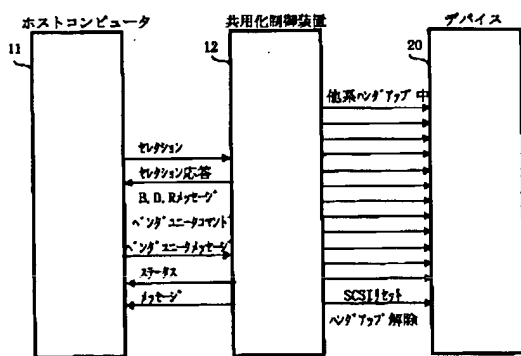 ホストコンピュータ
共用化制御装置
デバイス
11
12
20
他系ハンダアップ中
セレクション
セレクション応答
B.D.Rメッセージ
ベンダユニークコマンド
ベンダユニークメッセージ
ステータス
メッセージ
SCSIリセット
ハンダアップ解除